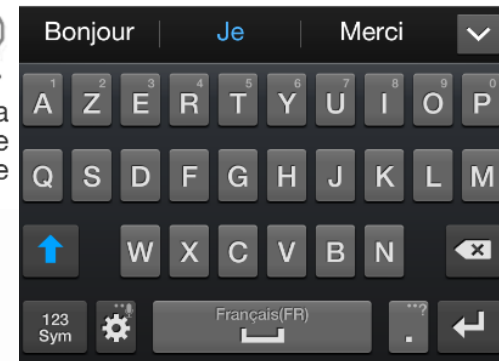 Bonjour Je Merci
1 2 3 4 5 6 7 8 9 0
A Z E R T Y U I O P
a
e
e
Q S D F G H J K L M
W X C V B N
123 Français(FR) ...?
Sym .